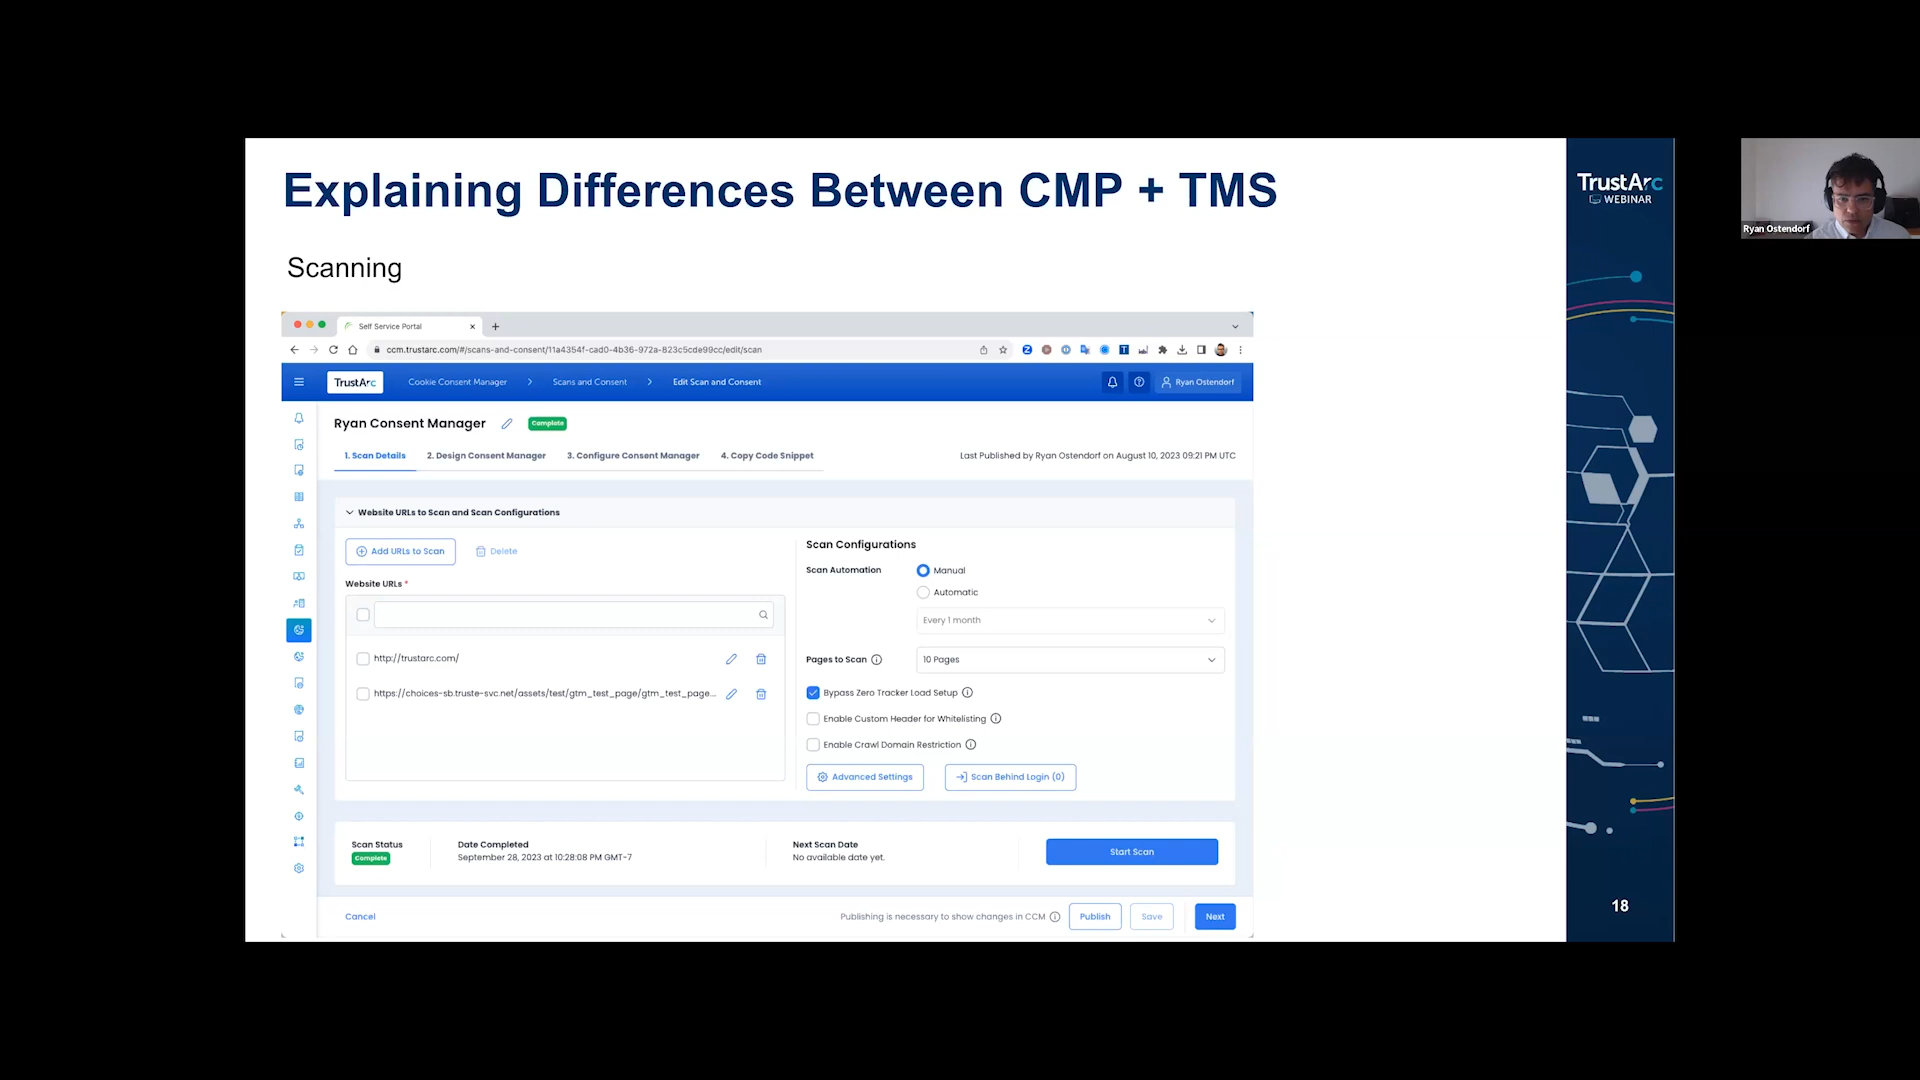 Explaining Differences Between CMP + TMS
TrustArc
WEBINAR
Ryan Ostendorf
Scanning
Self Service Portal
ccm.trustarc.com/#/scans-and-consent/11a4354f-cad0-4b36-972a-823c5cde99cc/edit/scan
TrustArc Cookie Consent Manager > Scans and Consent > Edit Scan and Consent Ryan Ostendorf
Ryan Consent Manager Complete
1. Scan Details 2. Design Consent Manager 3. Configure Consent Manager 4. Copy Code Snippet Last Published by Ryan Ostendorf on August 10, 2023 09:21 PM UTC
Website URLs to Scan and Scan Configurations
Add URLs to Scan Delete
Website URLs *
http://trustarc.com/
https://choices-sb.truste-svc.net/assets/test/gtm_test_page/gtm_test_page...
Scan Configurations
Scan Automation Manual
Automatic
Every 1 month
Pages to Scan 10 Pages
Bypass Zero Tracker Load Setup
Enable Custom Header for Whitelisting
Enable Crawl Domain Restriction
Advanced Settings Scan Behind Login (0)
Scan Status Date Completed Next Scan Date
Complete September 28, 2023 at 10:28:08 PM GMT-7 No available date yet.
Start Scan
Cancel Publishing is necessary to show changes in CCM Publish Save Next
18